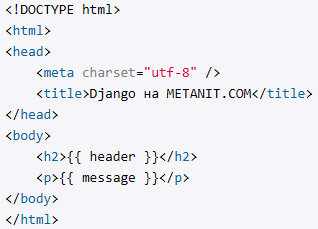 <!DOCTYPE html>
<html>
<head>
    <meta charset="utf-8" />
    <title>Django на METANIT.COM</title>
</head>
<body>
    <h2>{{ header }}</h2>
    <p>{{ message }}</p>
</body>
</html>